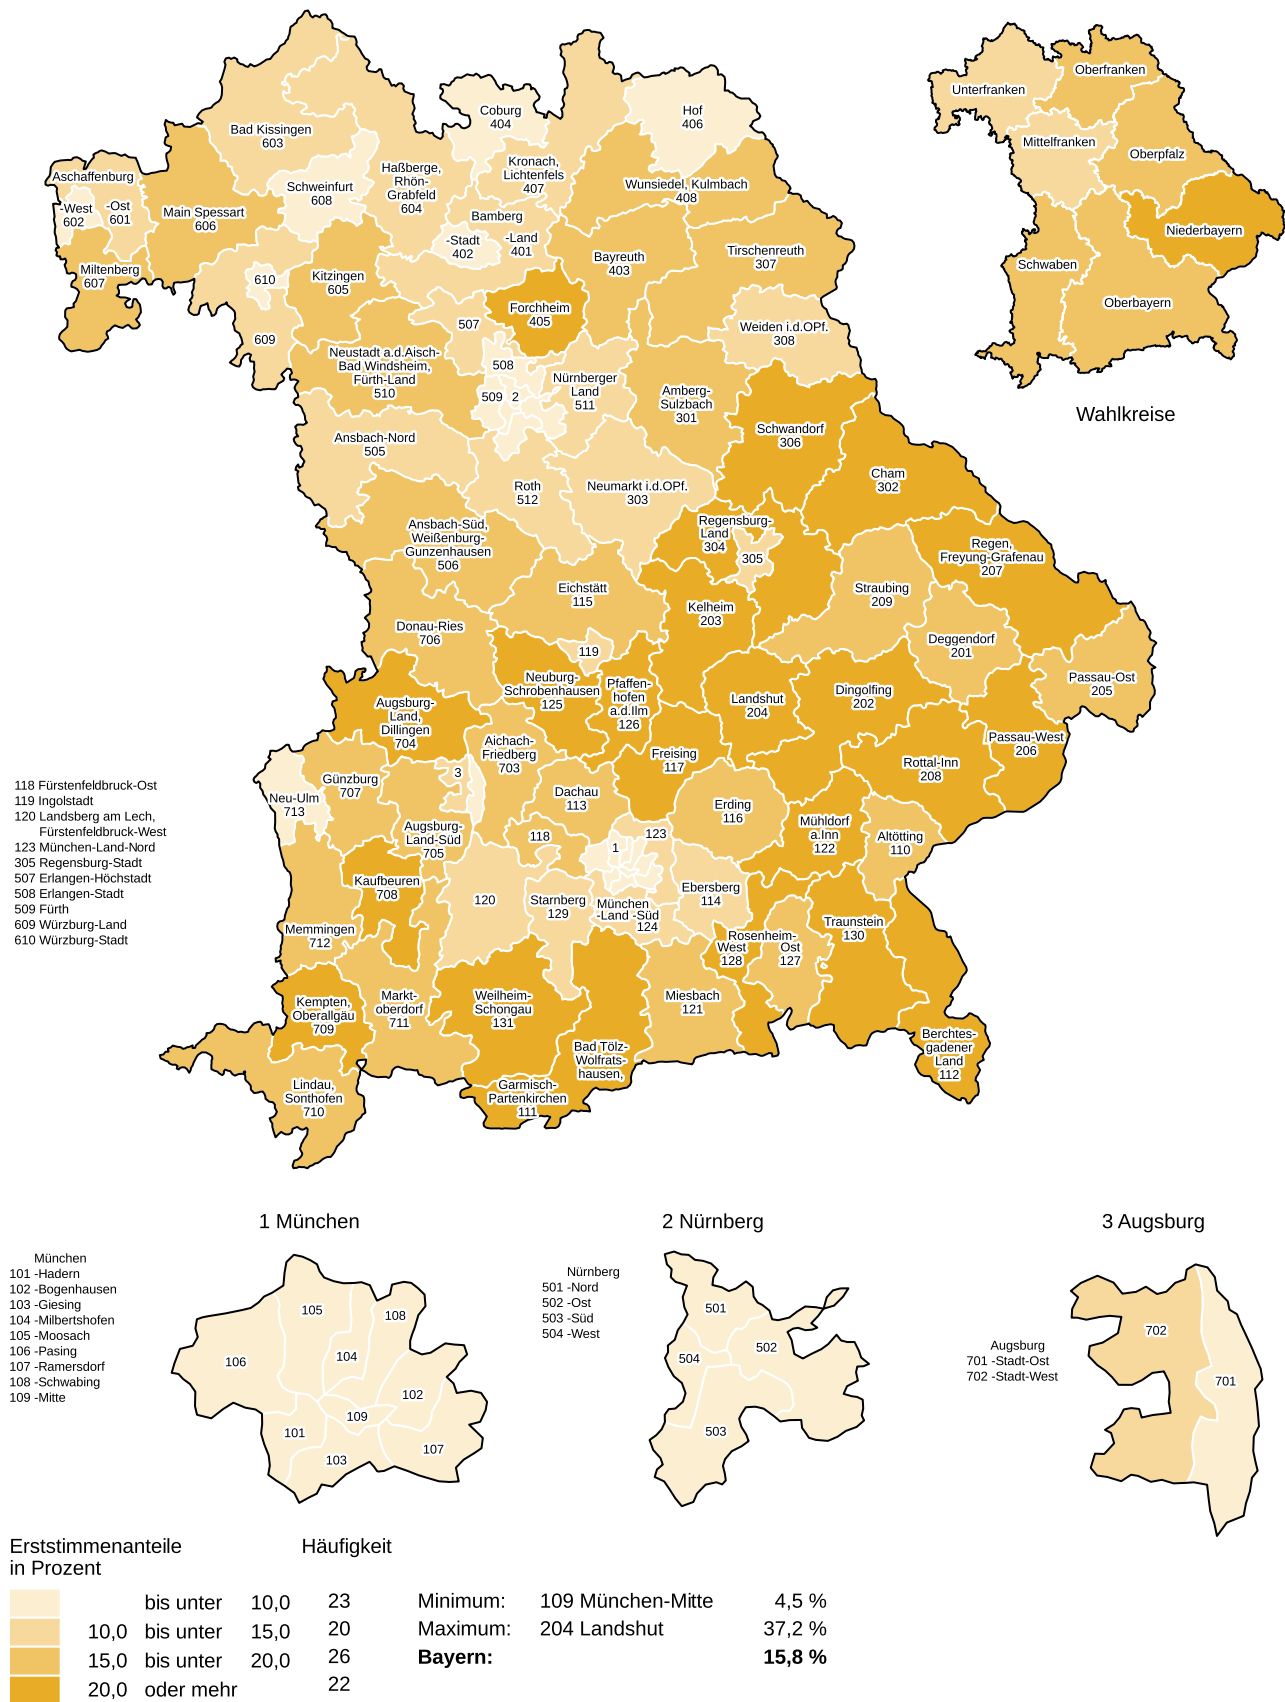 Coburg
404
Hof
406
Bad Kissingen
603
Kronach,
Lichtenfels
407
Haßberge,
Rhön-
Grabfeld
604
Aschaffenburg
-West
602
-Ost
601
Schweinfurt
608
Wunsiedel, Kulmbach
408
Main Spessart
606
Bamberg
-Stadt
402
-Land
401
Bayreuth
403
Tirschenreuth
307
Miltenberg
607
610
Kitzingen
605
Forchheim
405
507
609
Weiden i.d.OPf.
308
Neustadt a.d.Aisch-
Bad Windsheim,
Fürth-Land
510
508
Nürnberger
Land
511
509
2
Amberg-
Sulzbach
301
Schwandorf
306
Ansbach-Nord
505
Cham
302
Roth
512
Neumarkt i.d.OPf.
303
Ansbach-Süd,
Weißenburg-
Gunzenhausen
506
Regensburg-
Land
304
305
Regen,
Freyung-Grafenau
207
Eichstätt
115
Straubing
209
Kelheim
203
Donau-Ries
706
Deggendorf
201
119
Neuburg-
Schrobenhausen
125
Pfaffen-
hofen
a.d.Ilm
126
Passau-Ost
205
Augsburg-
Land,
Dillingen
704
Landshut
204
Dingolfing
202
Aichach-
Friedberg
703
Freising
117
Passau-West
206
Rottal-Inn
208
3
Günzburg
707
Neu-Ulm
713
Dachau
113
Erding
116
Augsburg-
Land-Süd
705
118
123
1
Mühldorf
a.Inn
122
Altötting
110
Kaufbeuren
708
120
Starnberg
129
München
-Land -Süd
124
Ebersberg
114
Memmingen
712
Rosenheim-
West
128
Ost
127
Traunstein
130
Kempten,
Oberallgäu
709
Markt-
oberdorf
711
Weilheim-
Schongau
131
Miesbach
121
Bad Tölz-
Wolfrats-
hausen,
Garmisch-
Partenkirchen
111
Berchtes-
gadener
Land
112
Lindau,
Sonthofen
710
Oberfranken
Unterfranken
Mittelfranken
Oberpfalz
Niederbayern
Schwaben
Oberbayern
Wahlkreise
118 Fürstenfeldbruck-Ost
119 Ingolstadt
120 Landsberg am Lech,
Fürstenfeldbruck-West
123 München-Land-Nord
305 Regensburg-Stadt
507 Erlangen-Höchstadt
508 Erlangen-Stadt
509 Fürth
609 Würzburg-Land
610 Würzburg-Stadt
1 München
München
101 -Hadern
102 -Bogenhausen
103 -Giesing
104 -Milbertshofen
105 -Moosach
106 -Pasing
107 -Ramersdorf
108 -Schwabing
109 -Mitte
105
108
104
106
102
109
101
107
103
2 Nürnberg
Nürnberg
501 -Nord
502 -Ost
503 -Süd
504 -West
501
502
504
503
3 Augsburg
Augsburg
701 -Stadt-Ost
702 -Stadt-West
702
701
Erststimmenanteile
in Prozent
Häufigkeit
bis unter 10,0 23
10,0 bis unter 15,0 20
15,0 bis unter 20,0 26
20,0 oder mehr 22
Minimum: 109 München-Mitte 4,5 %
Maximum: 204 Landshut 37,2 %
Bayern: 15,8 %